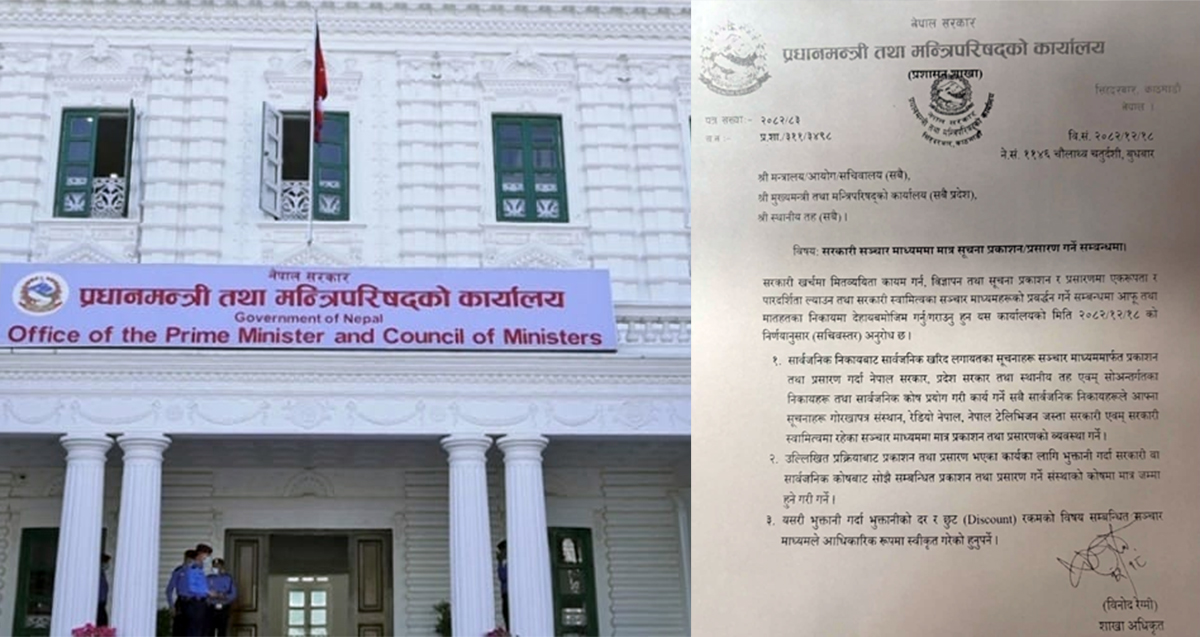 नेपाल सरकार
प्रधानमन्त्री तथा मन्त्रिपरिषद्को कार्यालय
Government of Nepal
Office of the Prime Minister and Council of Ministers
नेपाल सरकार
प्रधानमन्त्री तथा मन्त्रिपरिषद्को कार्यालय
(प्रशासन शाखा)
सिंहदरबार, काठमाडौं
नेपाल ।
पत्र संख्या:- २०८२/८३
प्र.शा./३११/३४९८
वि.सं. २०८२/१२/१८
ने.सं. ११४६ चौलाथ्व चतुर्दशी, बुधबार
श्री मन्त्रालय/आयोग/सचिवालय (सबै),
श्री मुख्यमन्त्री तथा मन्त्रिपरिषद्को कार्यालय (सबै प्रदेश),
श्री स्थानीय तह (सबै) ।
विषय: सरकारी सञ्चार माध्यममा मात्र सूचना प्रकाशन/प्रसारण गर्ने सम्बन्धमा।
सरकारी खर्चमा मितव्ययिता कायम गर्न, विज्ञापन तथा सूचना प्रकाशन र प्रसारणमा एकरूपता र
पारदर्शिता ल्याउन तथा सरकारी स्वामित्वका सञ्चार माध्यमहरूको प्रवर्द्धन गर्ने सम्बन्धमा आफू तथा
मातहतका निकायमा देहायबमोजिम गर्नु/गराउनु हुन यस कार्यालयको मिति २०८२/१२/१८ को
निर्णयानुसार (सचिवस्तर) अनुरोध छ ।
१. सार्वजनिक निकायबाट सार्वजनिक खरिद लगायतका सूचनाहरू सञ्चार माध्यममार्फत प्रकाशन
तथा प्रसारण गर्दा नेपाल सरकार, प्रदेश सरकार तथा स्थानीय तह एवम् सोअन्तर्गतका
निकायहरू तथा सार्वजनिक कोष प्रयोग गरी कार्य गर्ने सबै सार्वजनिक निकायहरूले आफ्ना
सूचनाहरू गोरखापत्र संस्थान, रेडियो नेपाल, नेपाल टेलिभिजन जस्ता सरकारी एवम् सरकारी
स्वामित्वमा रहेका सञ्चार माध्यममा मात्र प्रकाशन तथा प्रसारणको व्यवस्था गर्ने ।
२. उल्लिखित प्रक्रियाबाट प्रकाशन तथा प्रसारण भएका कार्यका लागि भुक्तानी गर्दा सरकारी वा
सार्वजनिक कोषबाट सोझै सम्बन्धित प्रकाशन तथा प्रसारण गर्ने संस्थाको कोषमा मात्र जम्मा
हुने गरी गर्ने ।
३. यसरी भुक्तानी गर्दा भुक्तानीको दर र छुट (Discount) रकमको विषय सम्बन्धित सञ्चार
माध्यमले आधिकारिक रूपमा स्वीकृत गरेको हुनुपर्ने ।
(विनोद रेग्मी)
शाखा अधिकृत